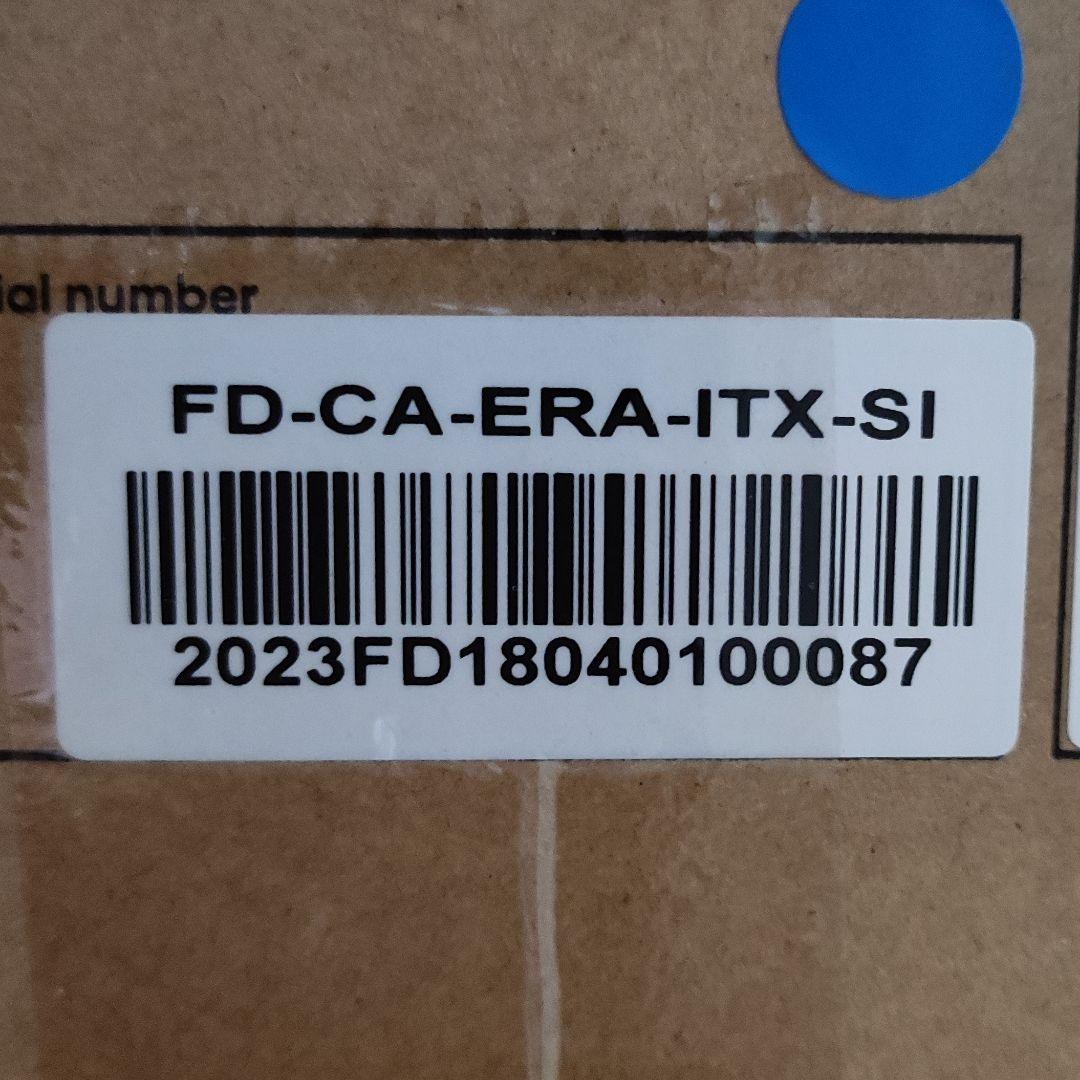 ial number
FD-CA-ERA-ITX-SI
2023FD18040100087